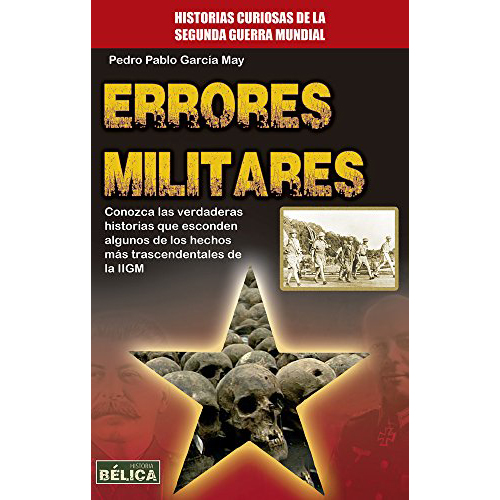 HISTORIAS CURIOSAS DE LA
SEGUNDA GUERRA MUNDIAL
Pedro Pablo García May
ERRORES
MILITARES
Conozca las verdaderas
historias que esconden
algunos de los hechos
más trascendentales de
la IIGM
HISTORIA
BÉLICA